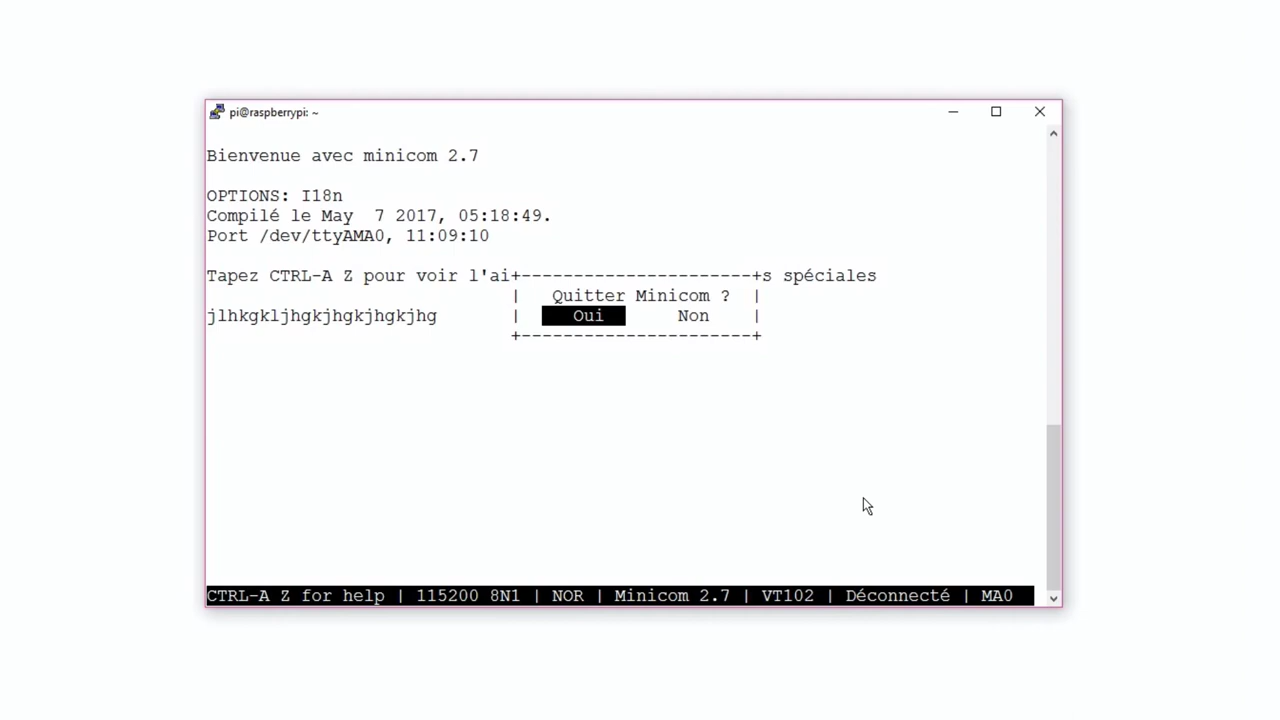 pi@raspberrypi: ~
Bienvenue avec minicom 2.7
OPTIONS: I18n
Compilé le May  7 2017, 05:18:49.
Port /dev/ttyAMA0, 11:09:10
Tapez CTRL-A Z pour voir l'ai+----------------------+s spéciales
|   Quitter Minicom ?  |
jlhkgkljhgkjhgkjhgkjhg       |     Oui       Non    |
+----------------------+
CTRL-A Z for help | 115200 8N1 | NOR | Minicom 2.7 | VT102 | Déconnecté | MA0